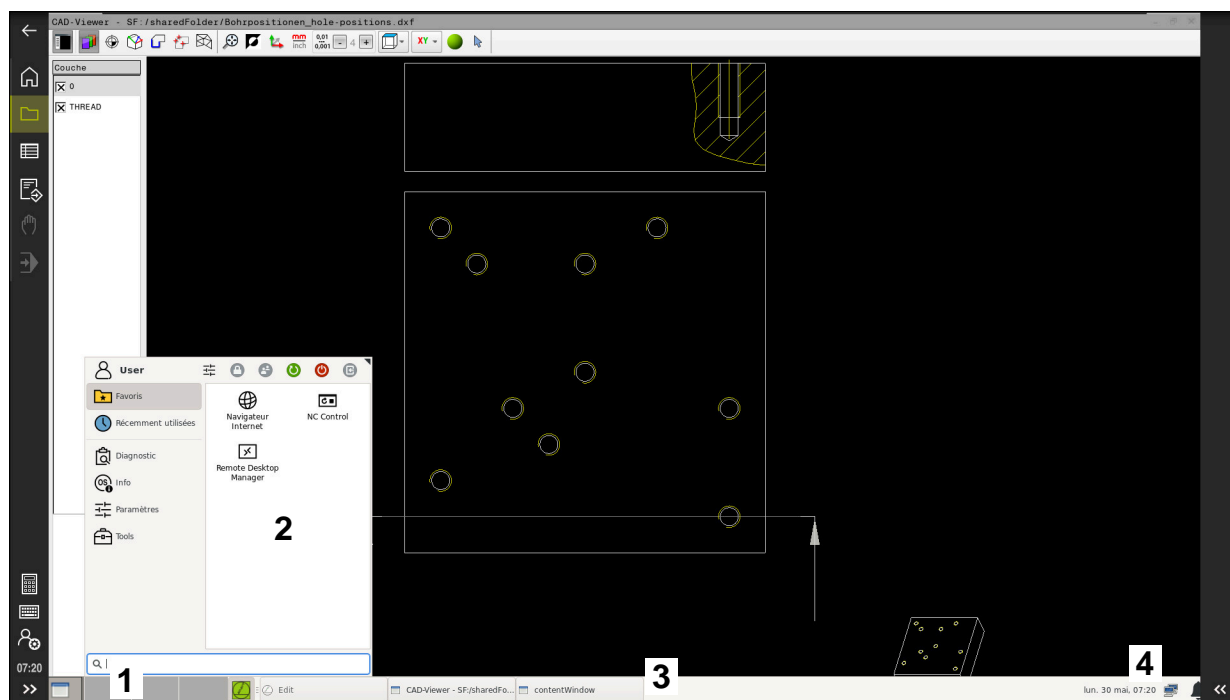 CAD-Viewer - SF:/sharedFolder/Bohrpositionen_hole-positions.dxf
mm
inch
0,01
0,001
4
XY
Couche
0
THREAD
User
Favoris
Récemment utilisées
Diagnostic
OS
Info
Paramètres
Tools
Navigateur
Internet
NC Control
Remote Desktop
Manager
2
07:20
1
Edit
CAD-Viewer - SF:/sharedFo...
contentWindow
3
4
lun. 30 mai, 07:20